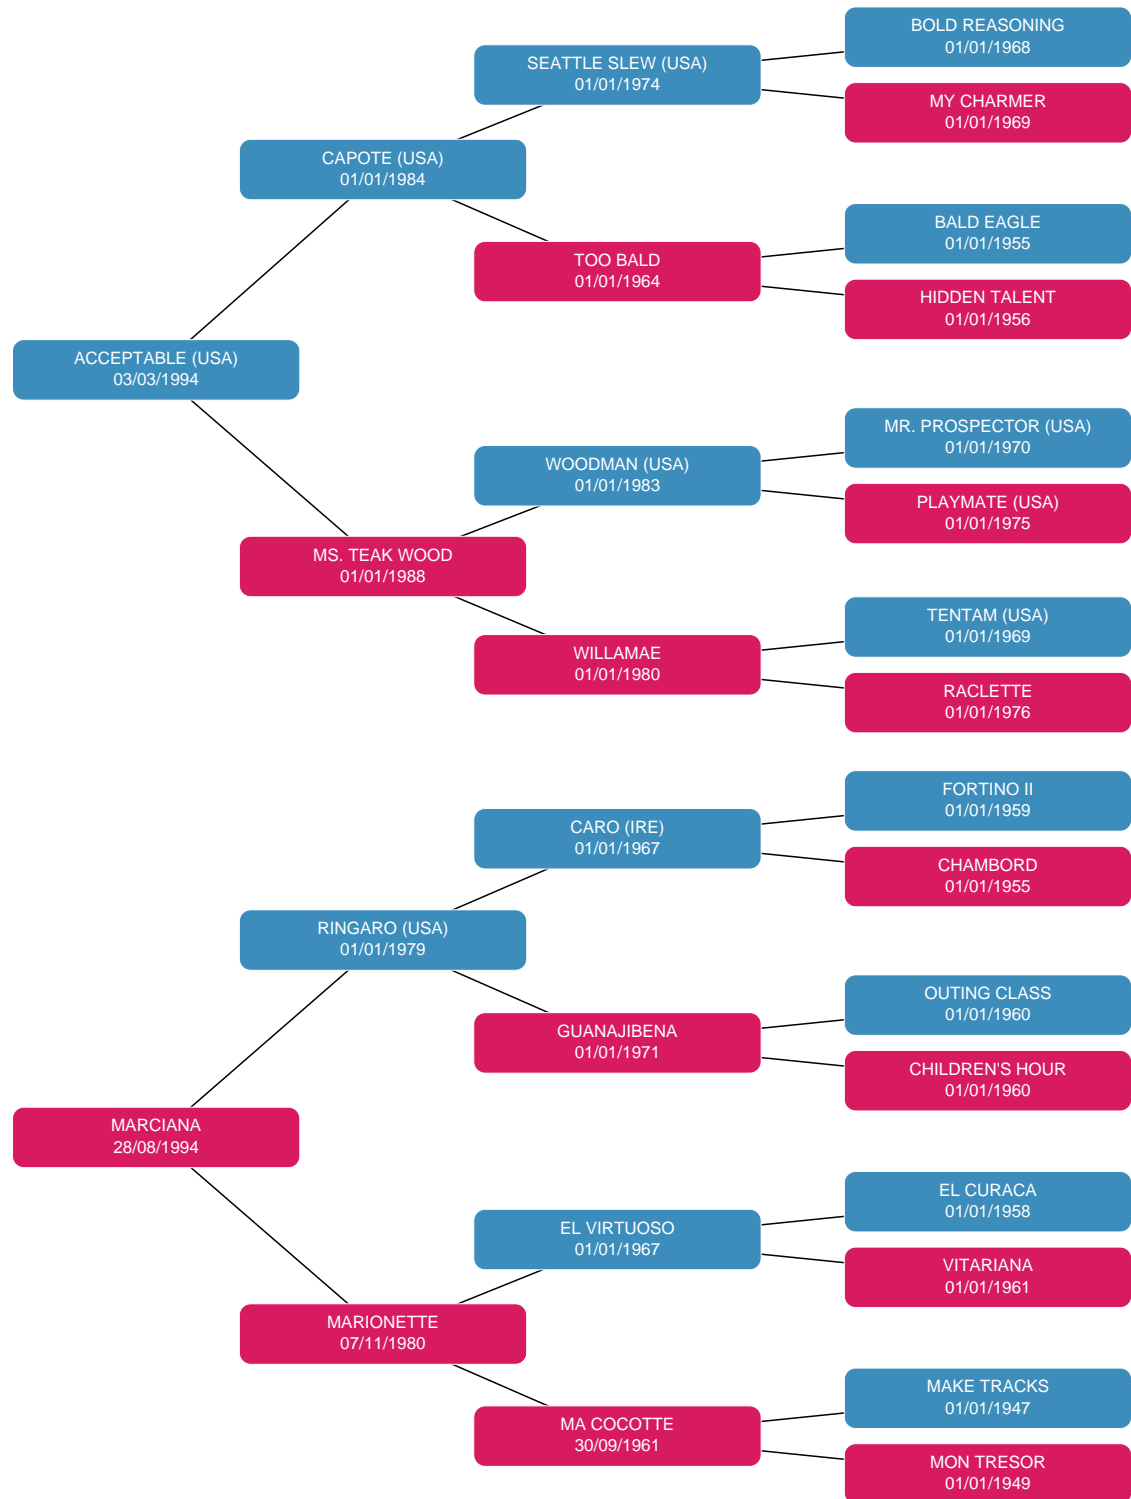 BOLD REASONING
01/01/1968
SEATTLE SLEW (USA)
01/01/1974
MY CHARMER
01/01/1969
CAPOTE (USA)
01/01/1984
BALD EAGLE
01/01/1955
TOO BALD
01/01/1964
HIDDEN TALENT
01/01/1956
ACCEPTABLE (USA)
03/03/1994
MR. PROSPECTOR (USA)
01/01/1970
WOODMAN (USA)
01/01/1983
PLAYMATE (USA)
01/01/1975
MS. TEAK WOOD
01/01/1988
TENTAM (USA)
01/01/1969
WILLAMAE
01/01/1980
RACLETTE
01/01/1976
FORTINO II
01/01/1959
CARO (IRE)
01/01/1967
CHAMBORD
01/01/1955
RINGARO (USA)
01/01/1979
OUTING CLASS
01/01/1960
GUANAJIBENA
01/01/1971
CHILDREN'S HOUR
01/01/1960
MARCIANA
28/08/1994
EL CURACA
01/01/1958
EL VIRTUOSO
01/01/1967
VITARIANA
01/01/1961
MARIONETTE
07/11/1980
MAKE TRACKS
01/01/1947
MA COCOTTE
30/09/1961
MON TRESOR
01/01/1949